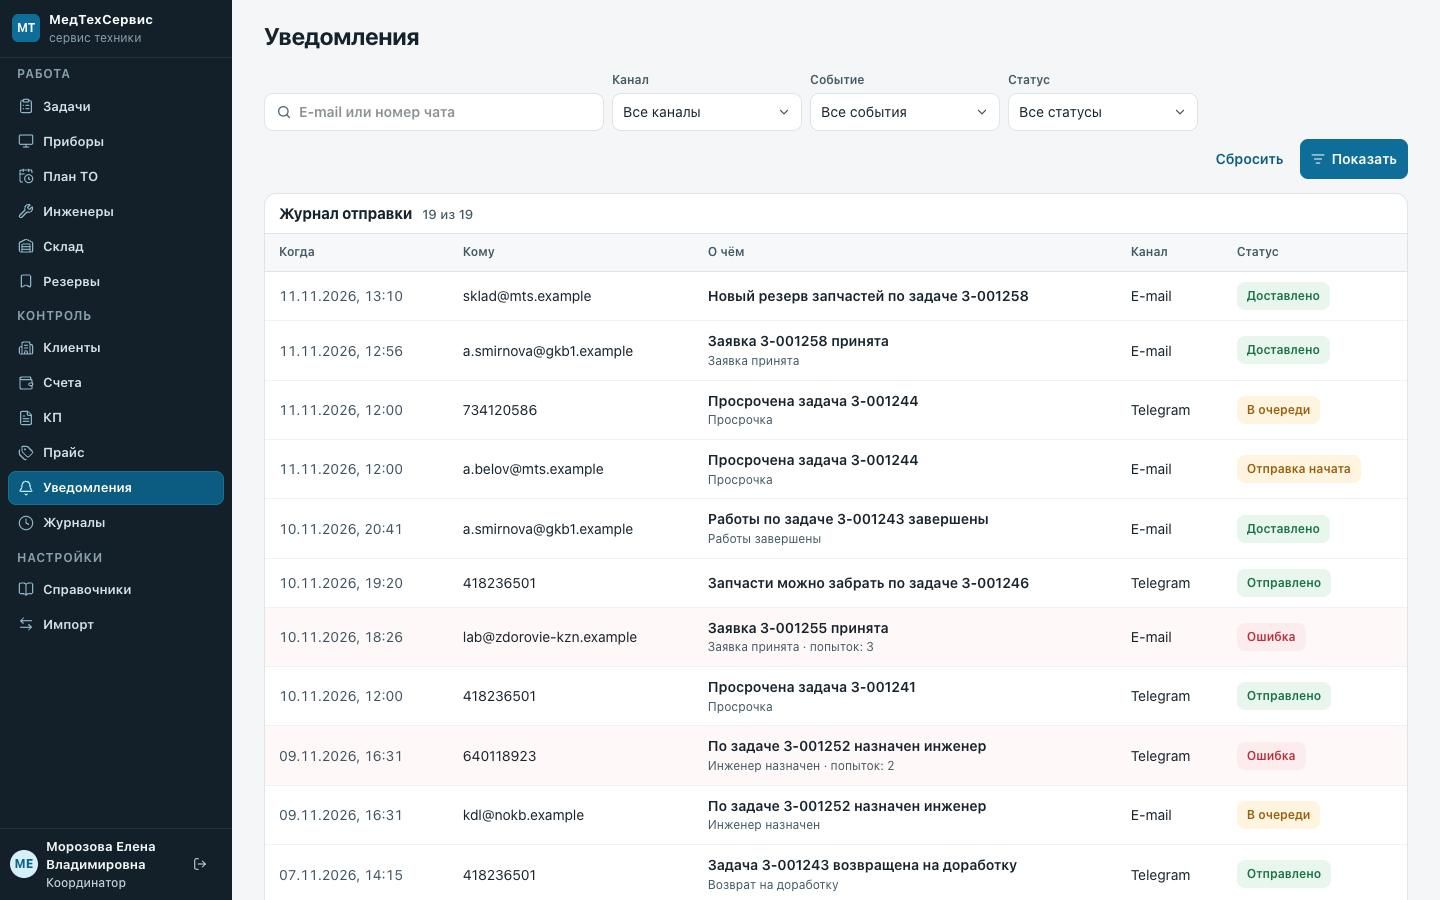 МТ
МедТехСервис
сервис техники
РАБОТА
Задачи
Приборы
План ТО
Инженеры
Склад
Резервы
КОНТРОЛЬ
Клиенты
Счета
КП
Прайс
Уведомления
Журналы
НАСТРОЙКИ
Справочники
Импорт
МЕ
Морозова Елена
Владимировна
Координатор
Уведомления
Канал
Событие
Статус
E-mail или номер чата
Все каналы
Все события
Все статусы
Сбросить
Показать
Журнал отправки 19 из 19
Когда Кому О чём Канал Статус
11.11.2026, 13:10 sklad@mts.example Новый резерв запчастей по задаче З-001258 E-mail Доставлено
11.11.2026, 12:56 a.smirnova@gkb1.example Заявка З-001258 принята E-mail Доставлено
Заявка принята
11.11.2026, 12:00 734120586 Просрочена задача З-001244 Telegram В очереди
Просрочка
11.11.2026, 12:00 a.belov@mts.example Просрочена задача З-001244 E-mail Отправка начата
Просрочка
10.11.2026, 20:41 a.smirnova@gkb1.example Работы по задаче З-001243 завершены E-mail Доставлено
Работы завершены
10.11.2026, 19:20 418236501 Запчасти можно забрать по задаче З-001246 Telegram Отправлено
10.11.2026, 18:26 lab@zdorovie-kzn.example Заявка З-001255 принята E-mail Ошибка
Заявка принята · попыток: 3
10.11.2026, 12:00 418236501 Просрочена задача З-001241 Telegram Отправлено
Просрочка
09.11.2026, 16:31 640118923 По задаче З-001252 назначен инженер Telegram Ошибка
Инженер назначен · попыток: 2
09.11.2026, 16:31 kdl@nokb.example По задаче З-001252 назначен инженер E-mail В очереди
Инженер назначен
07.11.2026, 14:15 418236501 Задача З-001243 возвращена на доработку Telegram Отправлено
Возврат на доработку